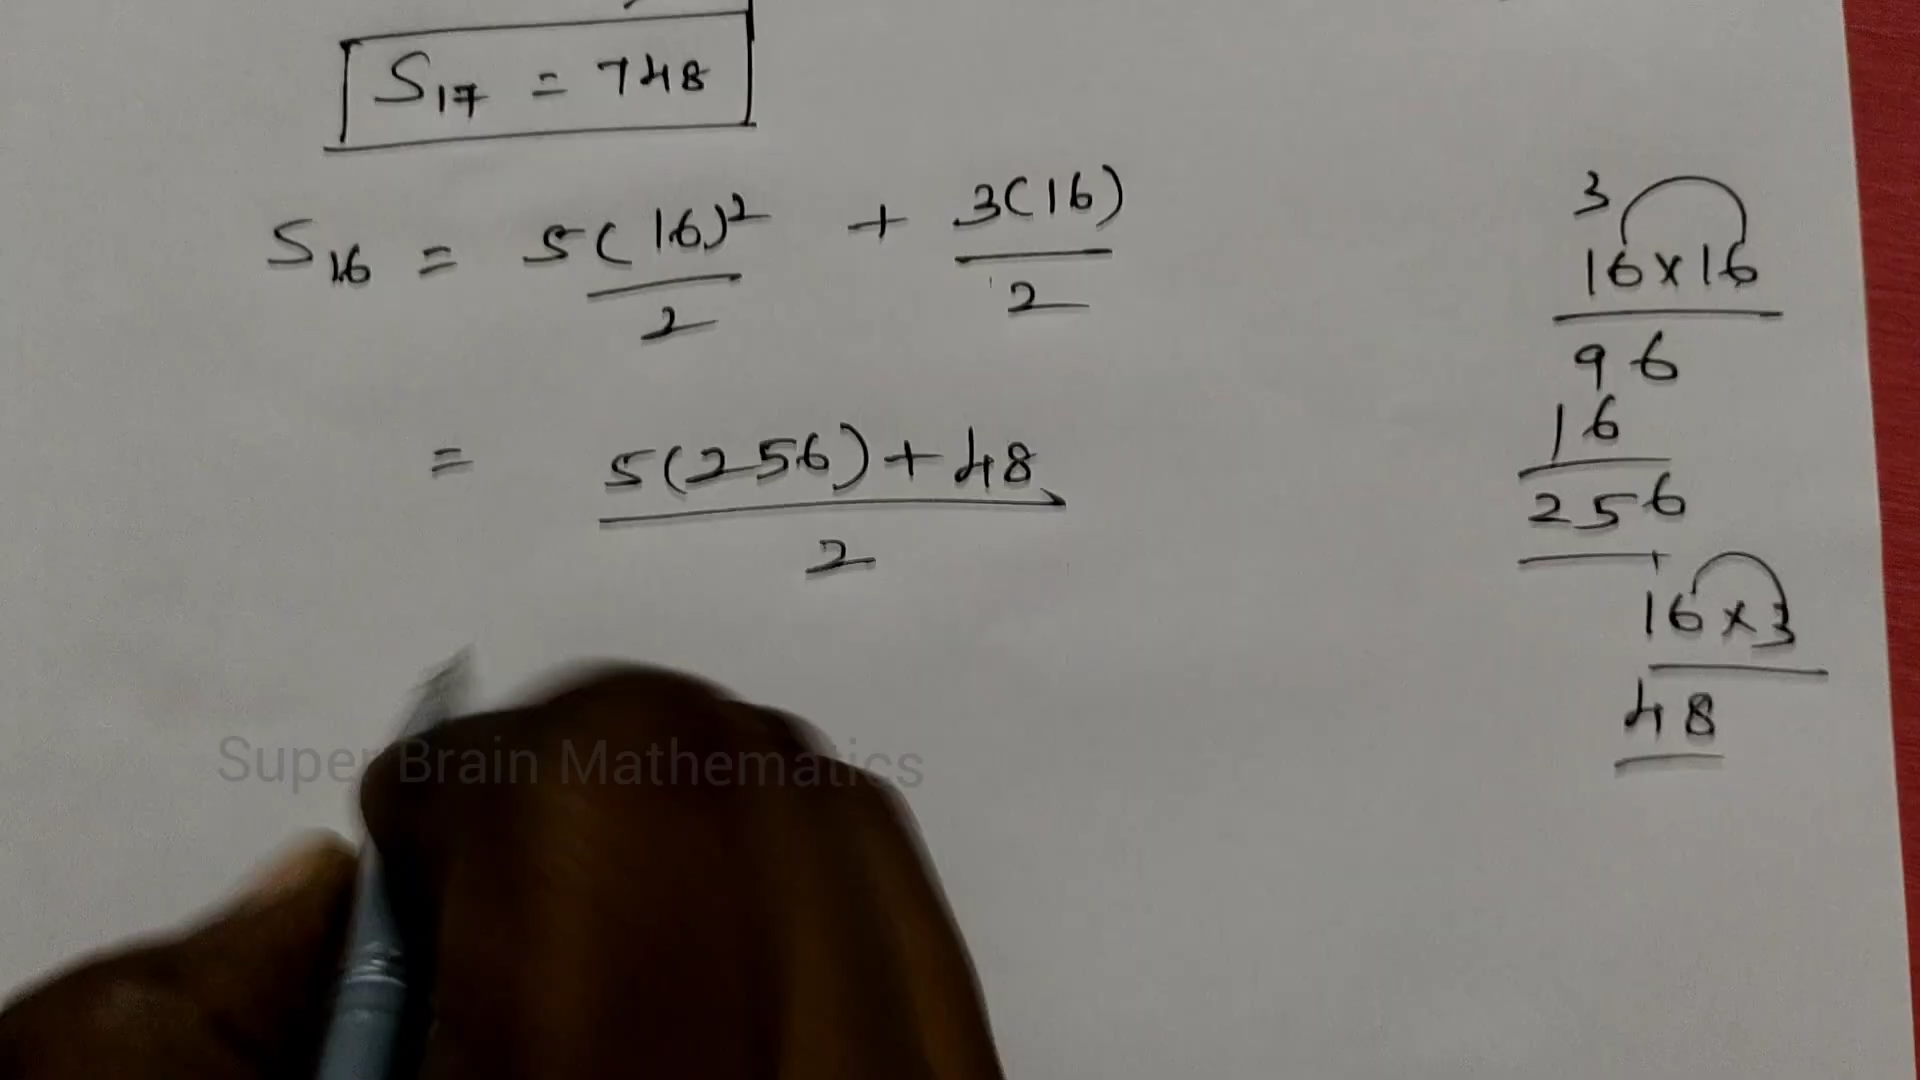 S₁₇ = 748
S₁₆ = 5(16)²/2 + 3(16)/2
= 5(256)+48/2
3
16×16
96
16
256
16×3
48
Super Brain Mathematics